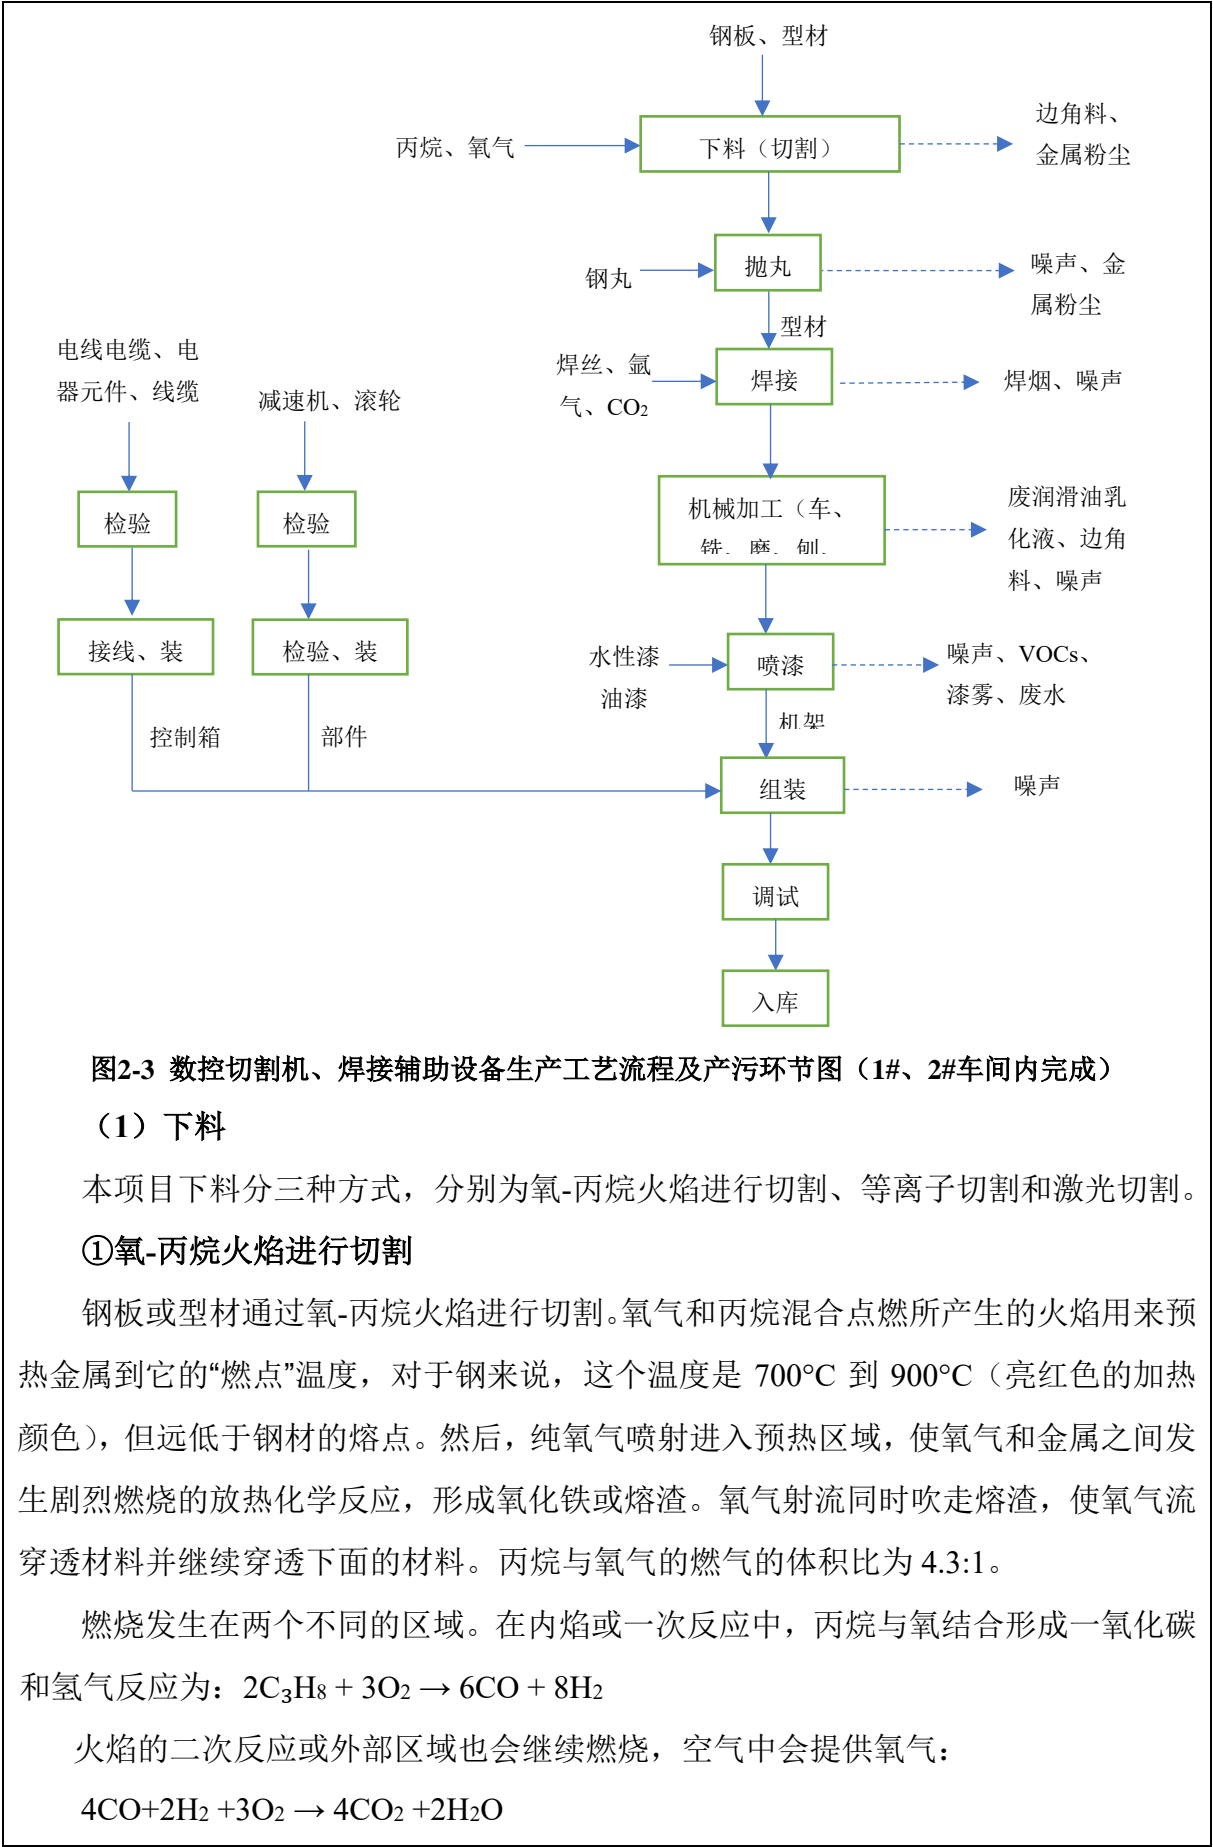 钢板、型材
丙烷、氧气
下料（切割）
边角料、
金属粉尘
钢丸
抛丸
噪声、金
属粉尘
型材
电线电缆、电
器元件、线缆
减速机、滚轮
焊丝、氩
气、CO2
焊接
焊烟、噪声
检验
检验
机械加工（车、
铣、磨、刨、
废润滑油乳
化液、边角
料、噪声
接线、装
检验、装
水性漆
油漆
喷漆
噪声、VOCs、
漆雾、废水
控制箱
部件
机架
组装
噪声
调试
入库
图2-3 数控切割机、焊接辅助设备生产工艺流程及产污环节图（1#、2#车间内完成）
（1）下料
本项目下料分三种方式，分别为氧-丙烷火焰进行切割、等离子切割和激光切割。
①氧-丙烷火焰进行切割
钢板或型材通过氧-丙烷火焰进行切割。氧气和丙烷混合点燃所产生的火焰用来预
热金属到它的“燃点”温度，对于钢来说，这个温度是 700°C 到 900°C（亮红色的加热
颜色），但远低于钢材的熔点。然后，纯氧气喷射进入预热区域，使氧气和金属之间发
生剧烈燃烧的放热化学反应，形成氧化铁或熔渣。氧气射流同时吹走熔渣，使氧气流
穿透材料并继续穿透下面的材料。丙烷与氧气的燃气的体积比为 4.3:1。
燃烧发生在两个不同的区域。在内焰或一次反应中，丙烷与氧结合形成一氧化碳
和氢气反应为：2C₃H8 + 3O2 → 6CO + 8H2
火焰的二次反应或外部区域也会继续燃烧，空气中会提供氧气：
4CO+2H2 +3O2 → 4CO2 +2H2O